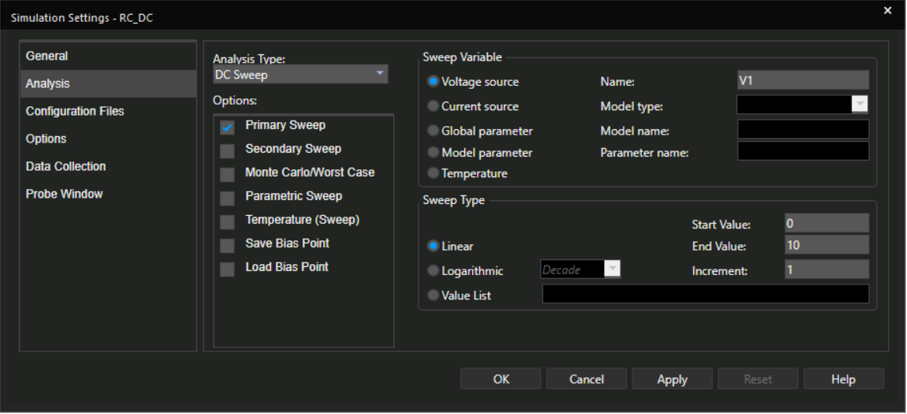 Simulation Settings - RC_DC
×
General
Analysis
Configuration Files
Options
Data Collection
Probe Window
Analysis Type:
DC Sweep
Options:
Primary Sweep
Secondary Sweep
Monte Carlo/Worst Case
Parametric Sweep
Temperature (Sweep)
Save Bias Point
Load Bias Point
Sweep Variable
Voltage source
Name: V1
Current source
Model type:
Global parameter
Model name:
Model parameter
Parameter name:
Temperature
Sweep Type
Start Value: 0
Linear
End Value: 10
Logarithmic
Decade
Increment: 1
Value List
OK
Cancel
Apply
Reset
Help